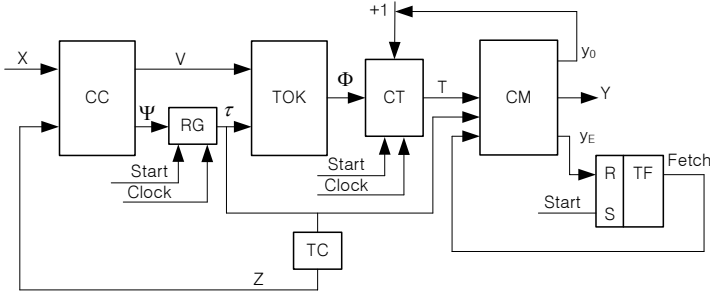 +1
y0
X
V
CC
Ψ
RG
τ
TOK
Φ
CT
T
CM
Y
yE
Start
Clock
Start
Clock
Start
R
TF
S
Fetch
TC
Z